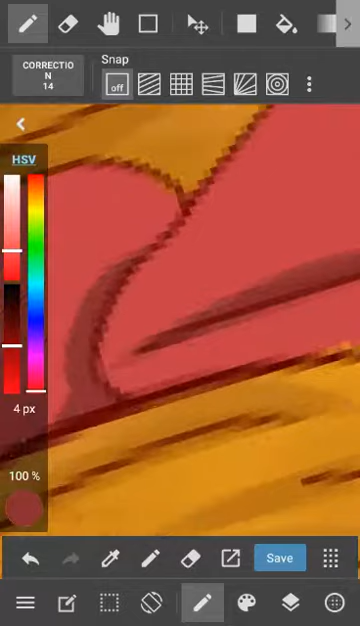 CORRECTIO
N
14
Snap
off
HSV
4 px
100 %
Save